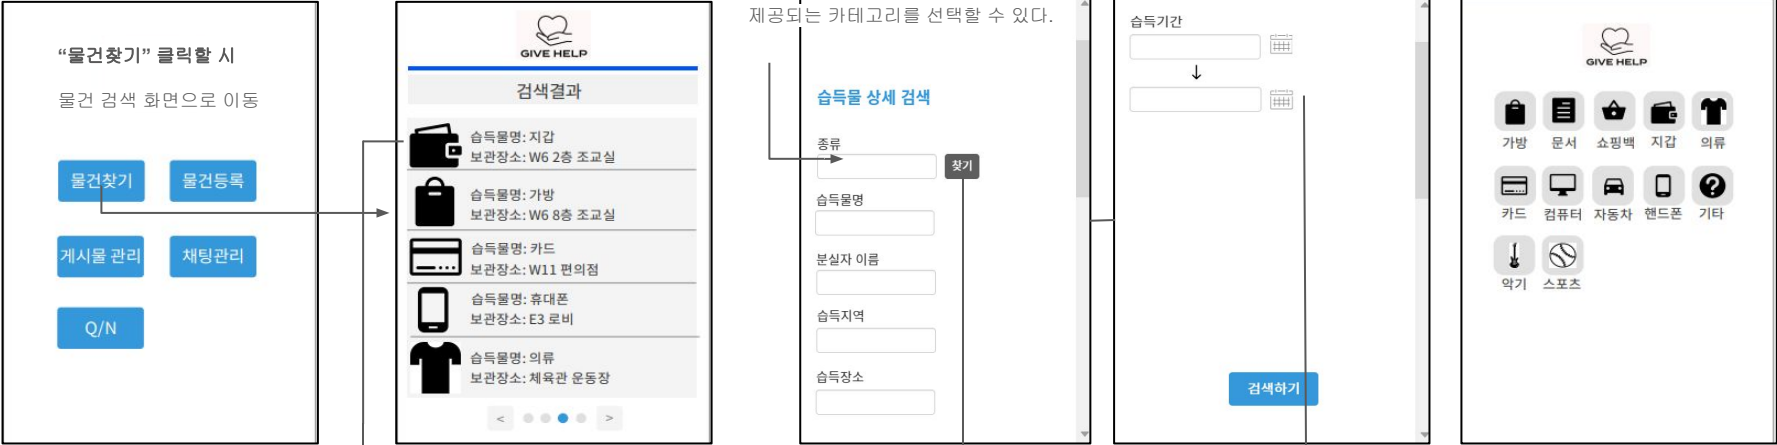 “물건찾기” 클릭할 시
물건 검색 화면으로 이동
물건찾기
물건등록
게시물 관리
채팅관리
Q/N
GIVE HELP
검색결과
습득물명: 지갑
보관장소: W6 2층 조교실
습득물명: 가방
보관장소: W6 8층 조교실
습득물명: 카드
보관장소: W11 편의점
습득물명: 휴대폰
보관장소: E3 로비
습득물명: 의류
보관장소: 체육관 운동장
< >
제공되는 카테고리를 선택할 수 있다.
습득물 상세 검색
종류
찾기
습득물명
분실자 이름
습득지역
습득장소
습득기간
↓
검색하기
GIVE HELP
가방 문서 쇼핑백 지갑 의류
카드 컴퓨터 자동차 핸드폰 기타
악기 스포츠